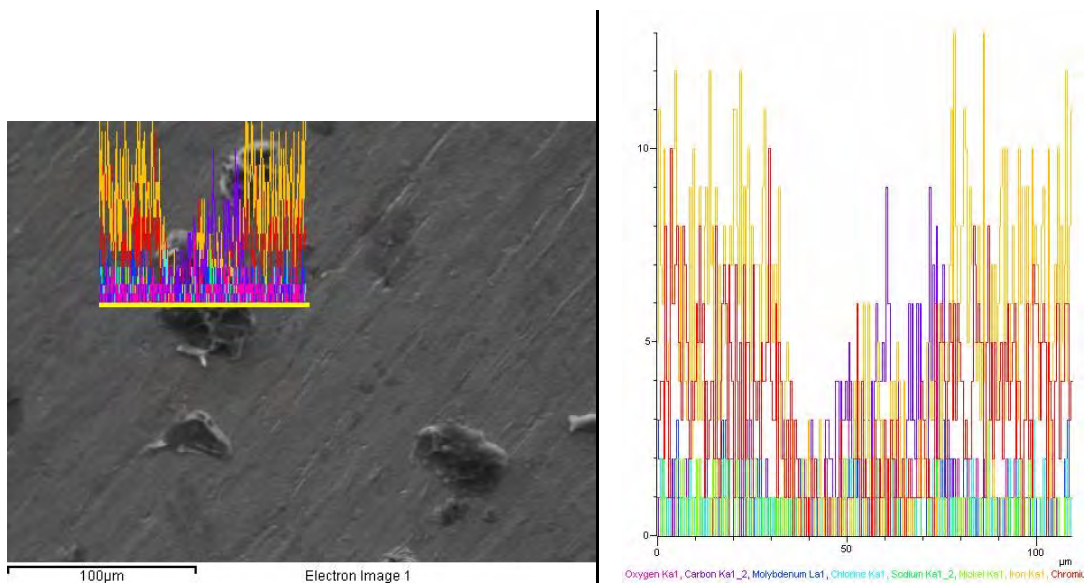 100µm
Electron Image 1
10
5
0
0
50
100
µm
Oxygen Ka1, Carbon Ka1_2, Molybdenum La1, Chlorine Ka1, Sodium Ka1_2, Nickel Ka1, Iron Ka1, Chromiu